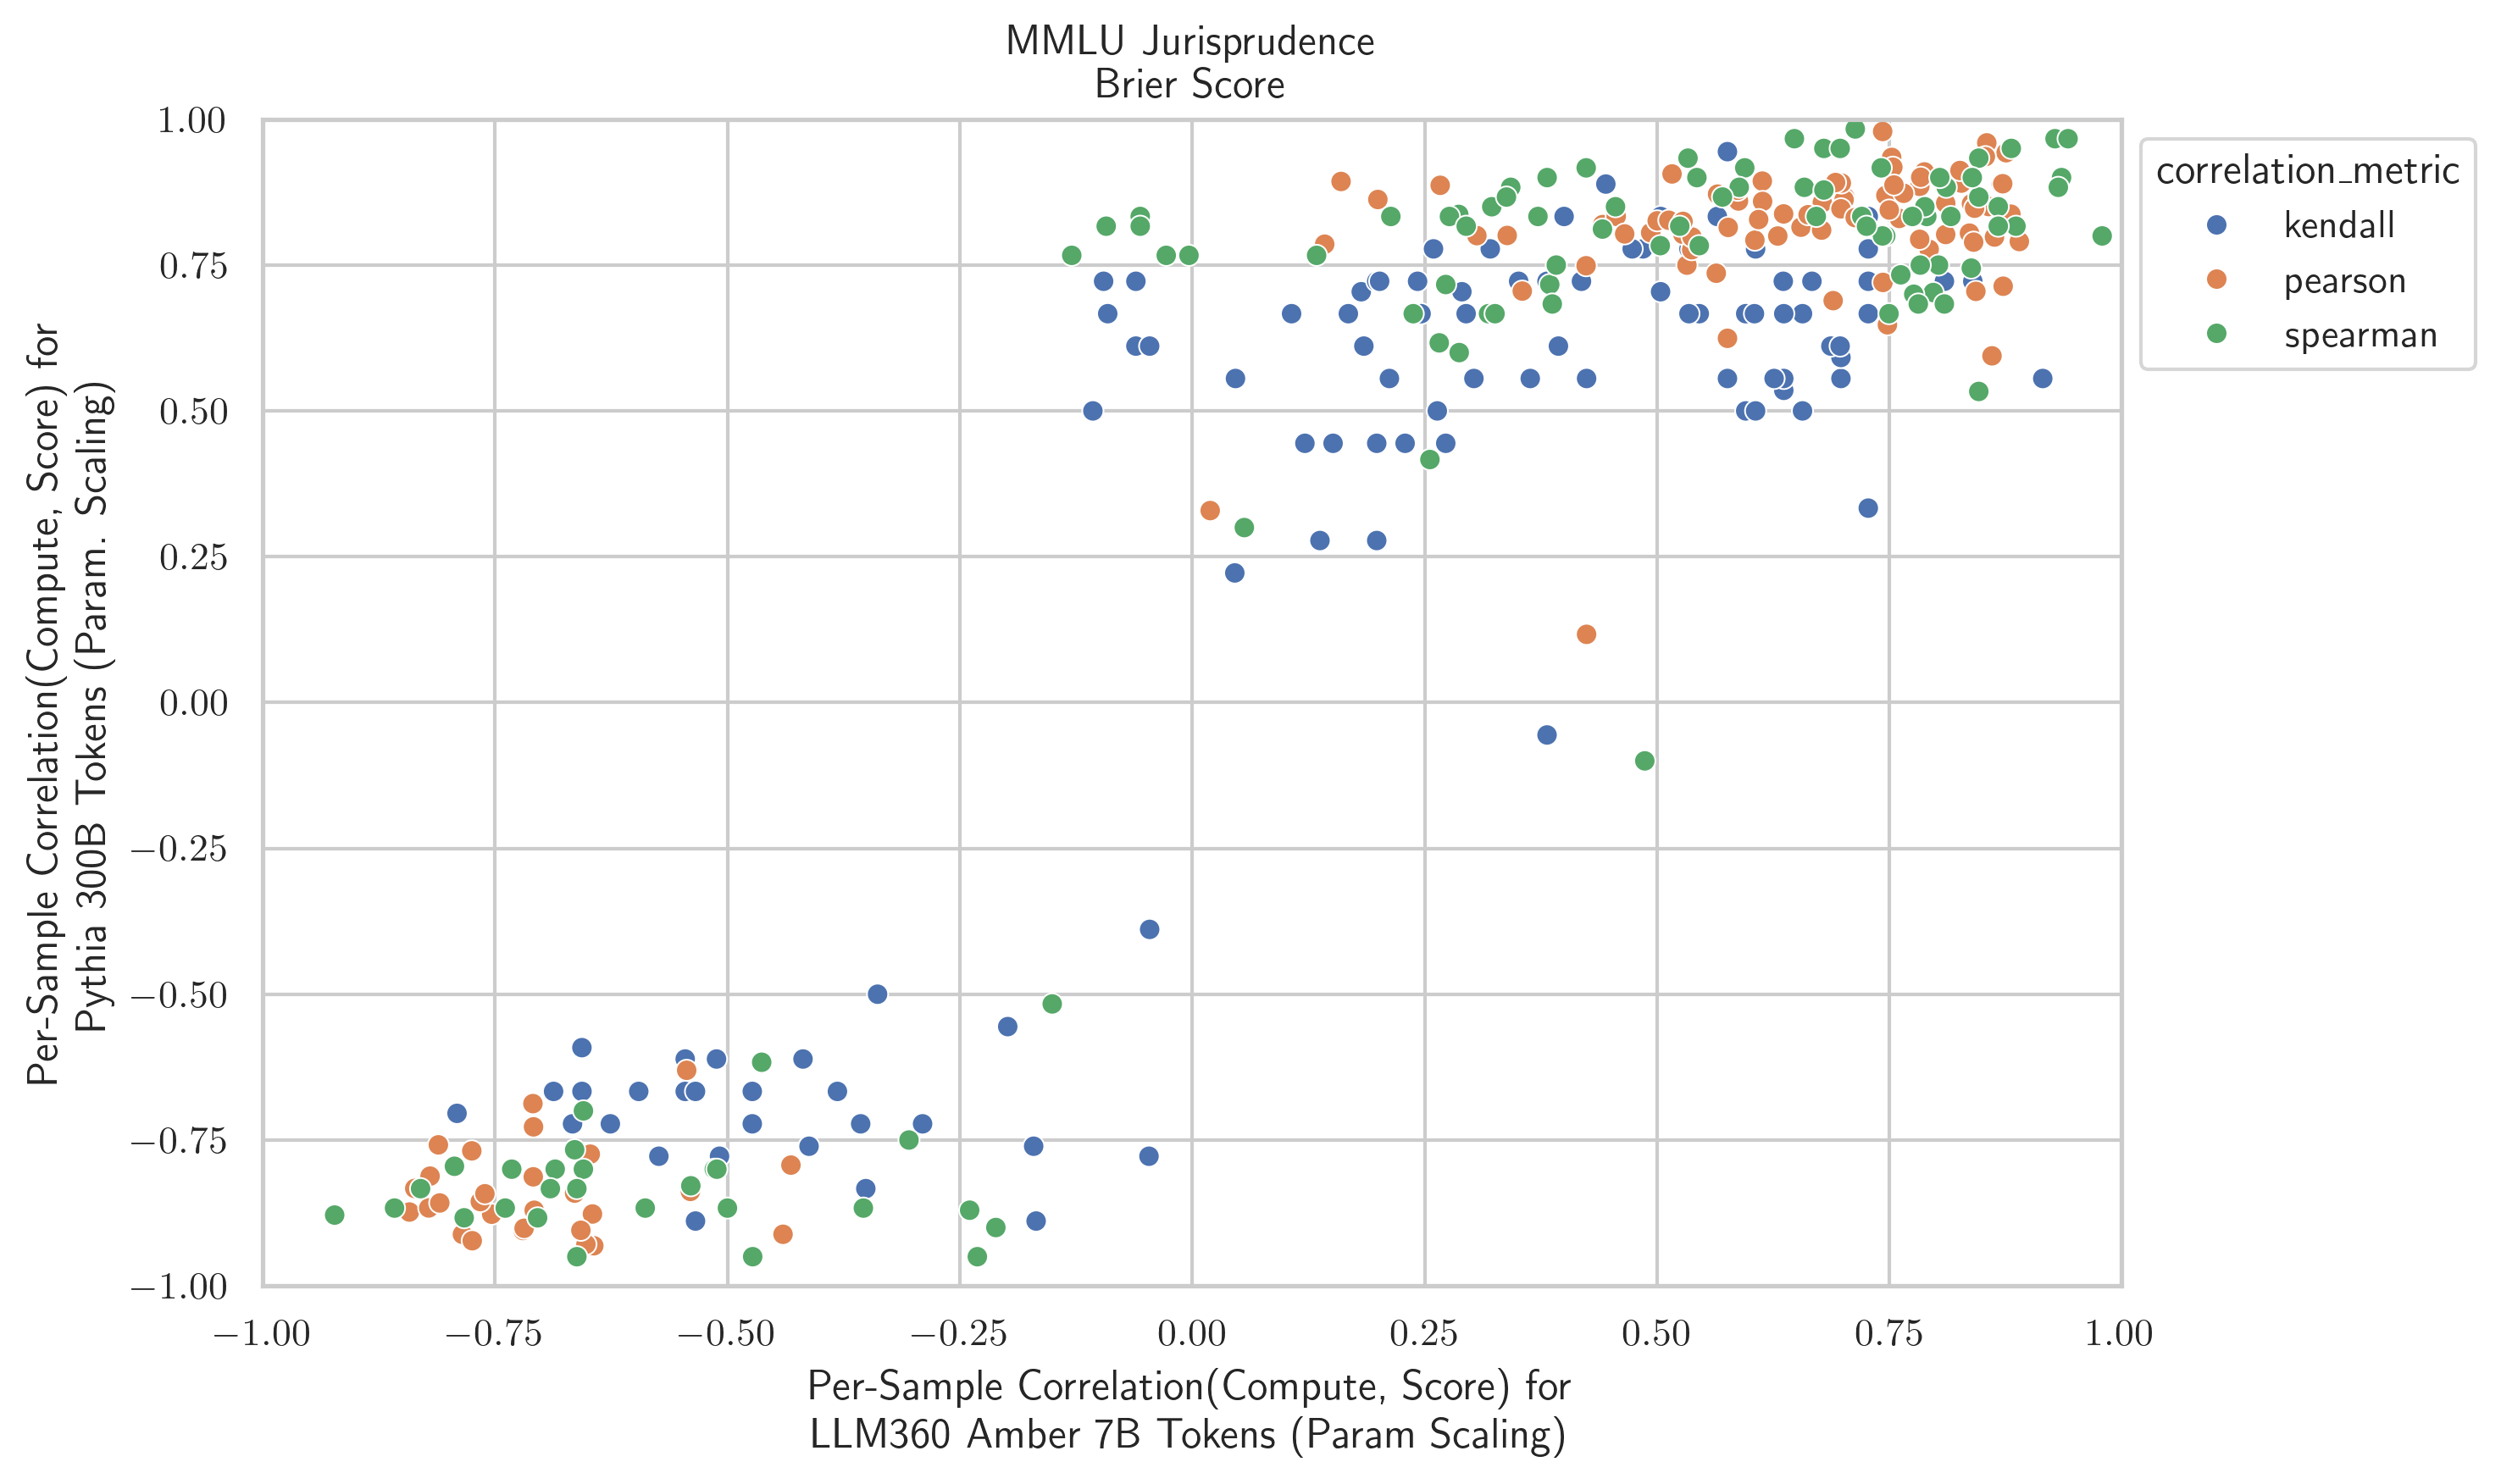 MMLU Jurisprudence
Brier Score
Per-Sample Correlation(Compute, Score) for
Pythia 300B Tokens (Param. Scaling)
1.00
0.75
0.50
0.25
0.00
−0.25
−0.50
−0.75
−1.00
−1.00 −0.75 −0.50 −0.25 0.00 0.25 0.50 0.75 1.00
Per-Sample Correlation(Compute, Score) for
LLM360 Amber 7B Tokens (Param Scaling)
correlation_metric
kendall
pearson
spearman